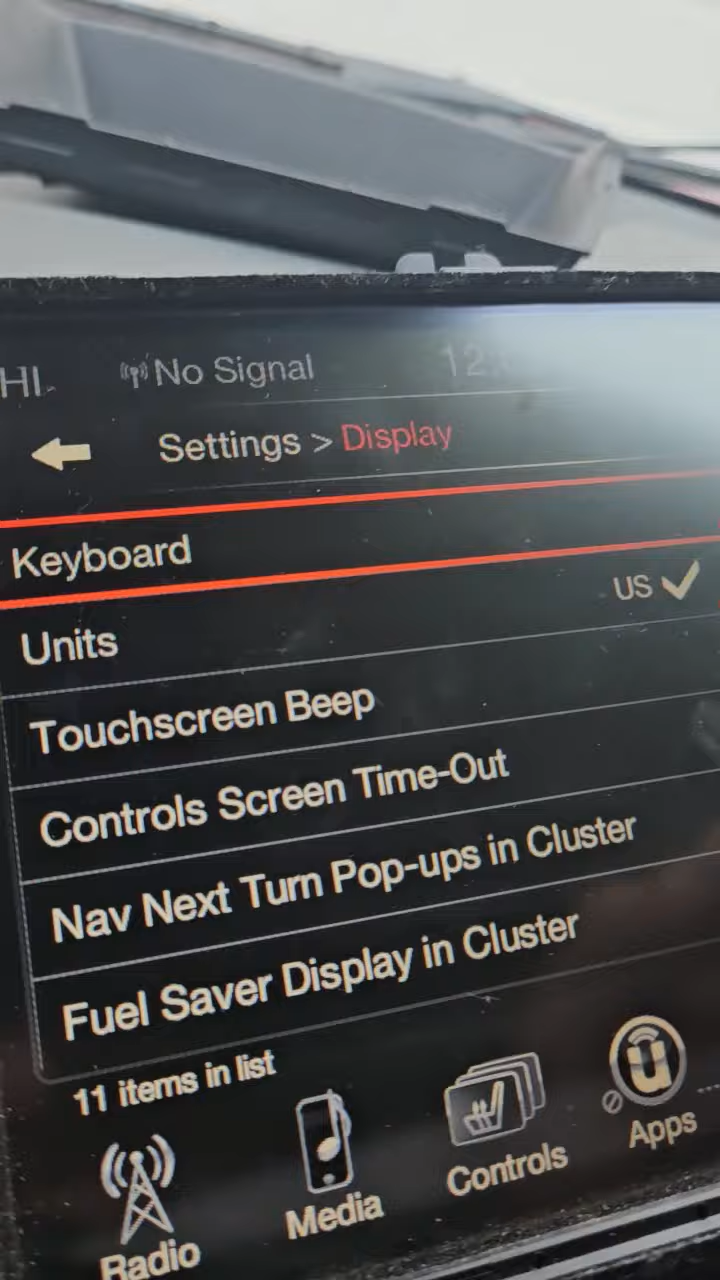 HI
No Signal
Settings > Display
Keyboard
US
Units
Touchscreen Beep
Controls Screen Time-Out
Nav Next Turn Pop-ups in Cluster
Fuel Saver Display in Cluster
11 items in list
Radio
Media
Controls
u
Apps